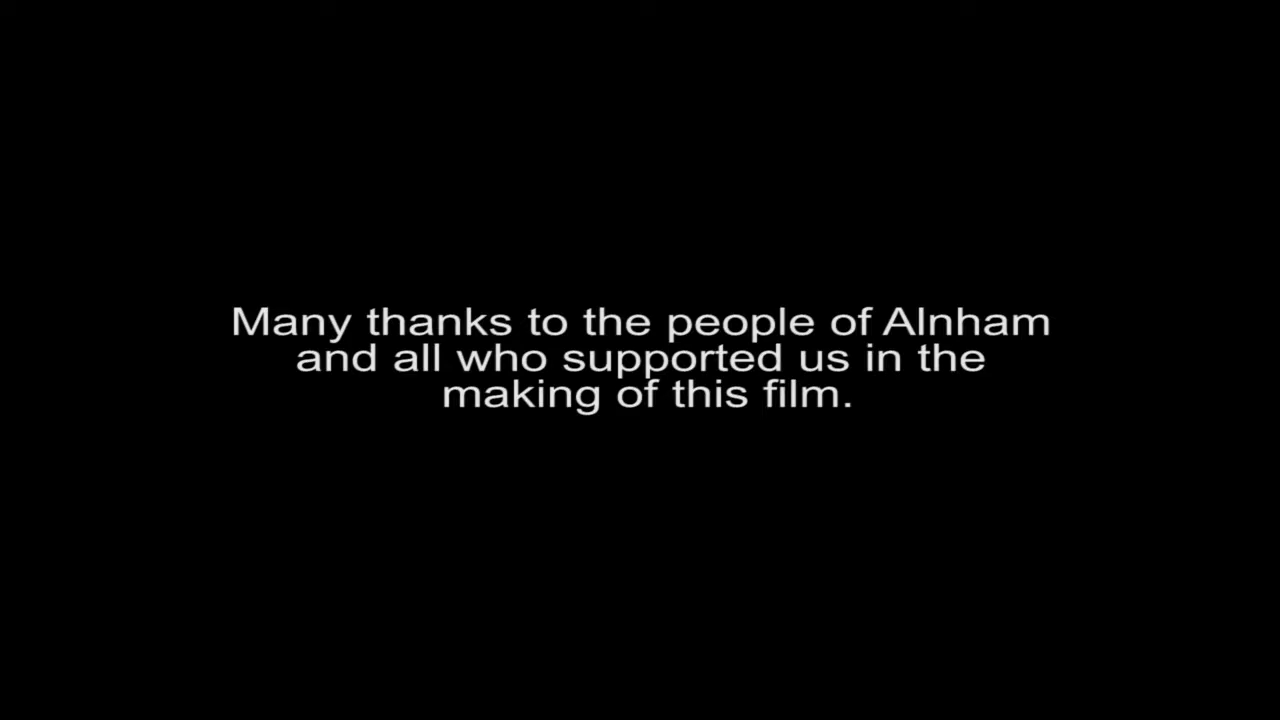 Many thanks to the people of Alnham
and all who supported us in the
making of this film.